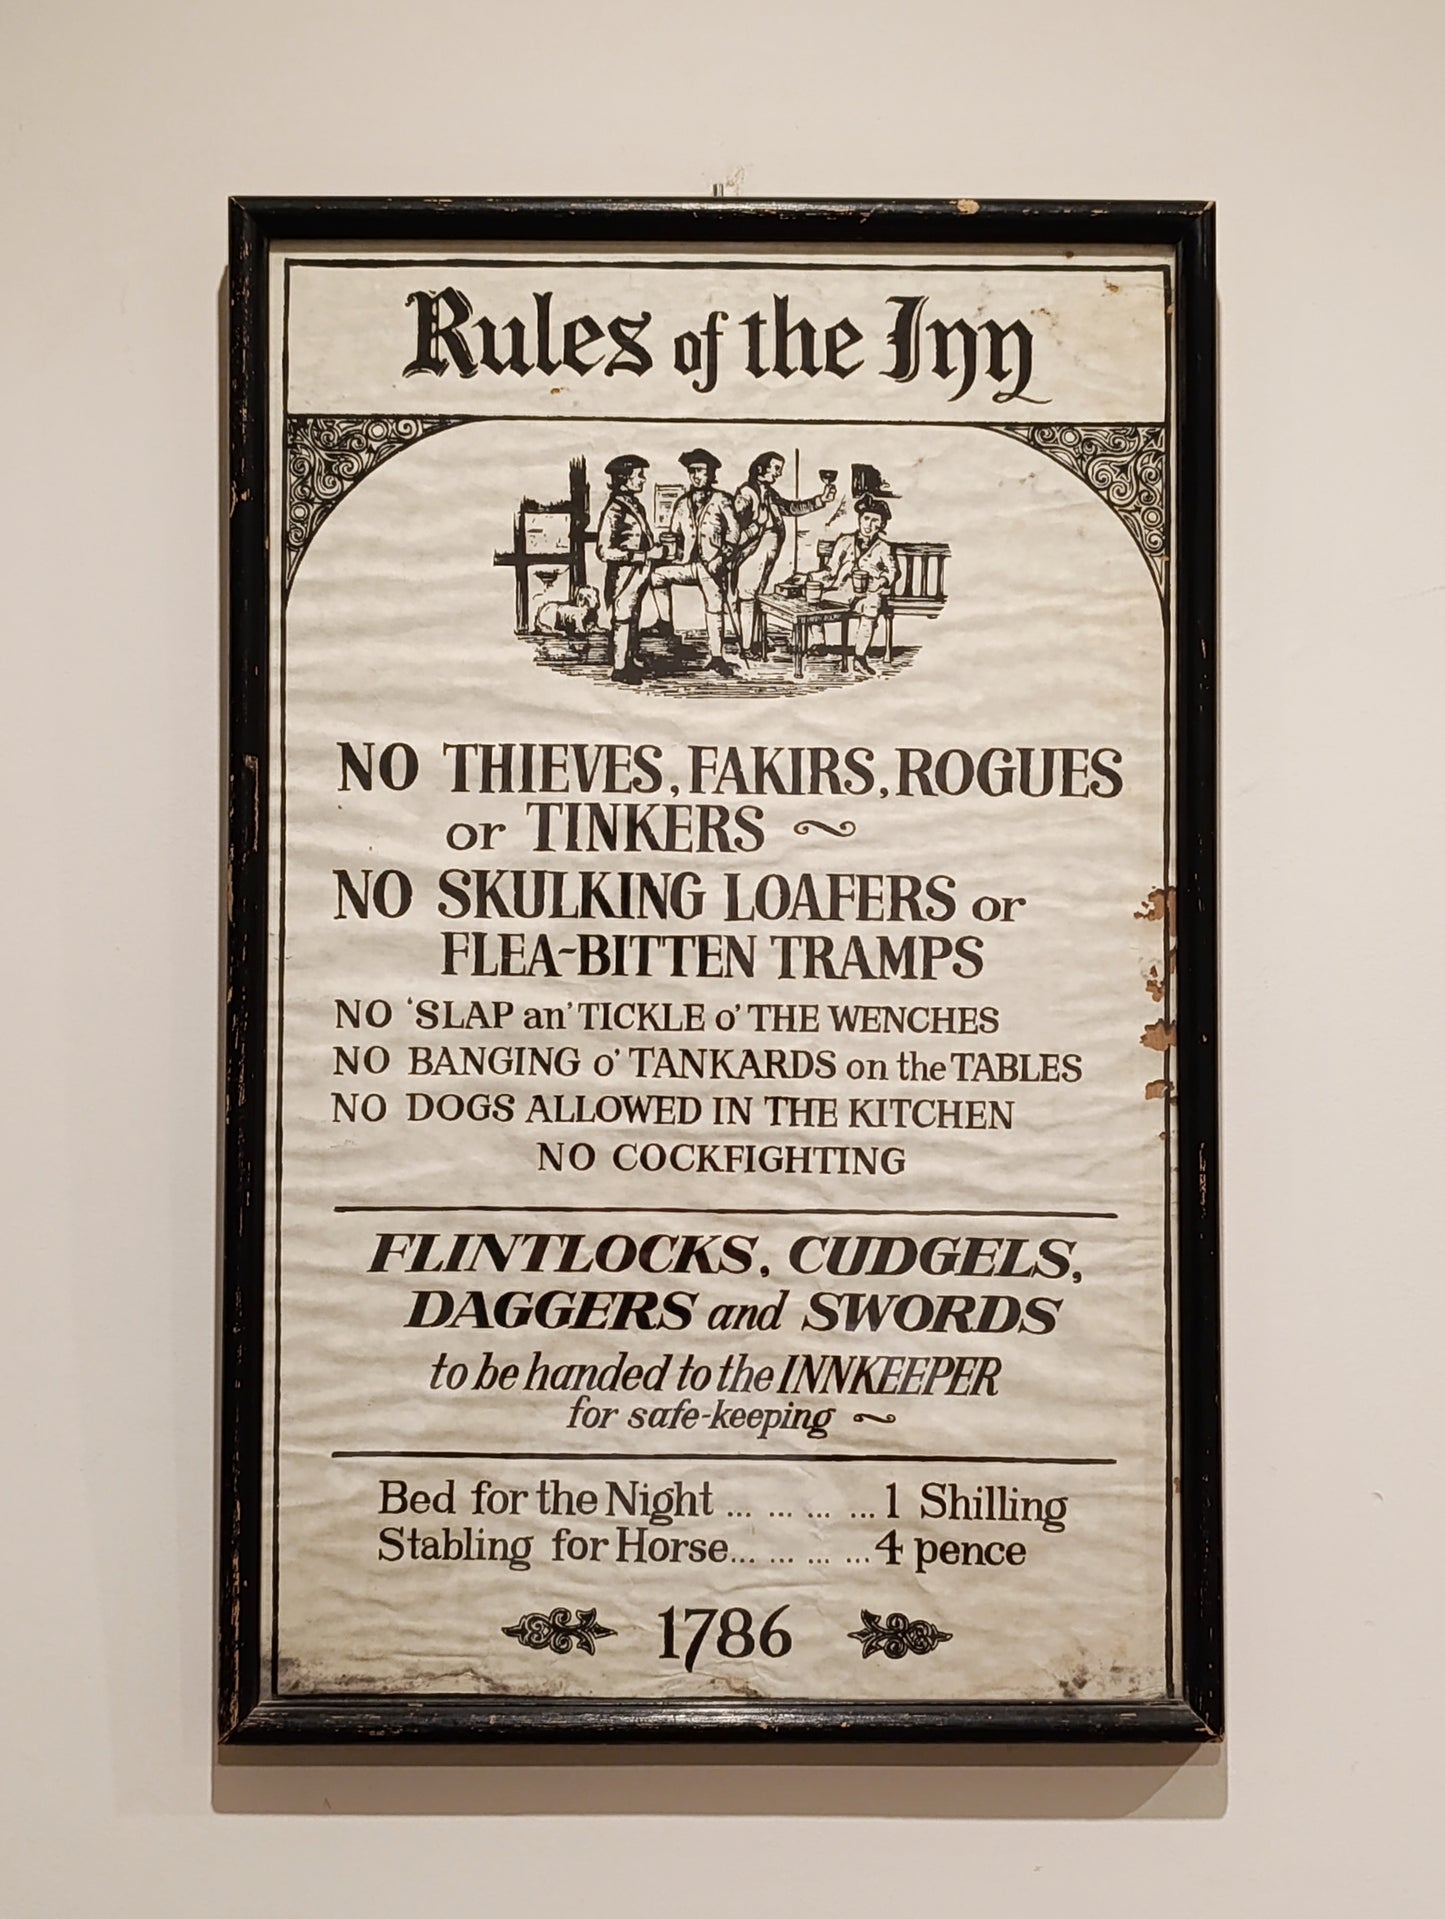 Rules of the Inn
NO THIEVES, FAKIRS, ROGUES
or TINKERS ~
NO SKULKING LOAFERS or
FLEA-BITTEN TRAMPS
NO ‘SLAP an’ TICKLE o’ THE WENCHES
NO BANGING o’ TANKARDS on the TABLES
NO DOGS ALLOWED IN THE KITCHEN
NO COCKFIGHTING
FLINTLOCKS, CUDGELS,
DAGGERS and SWORDS
to be handed to the INNKEEPER
for safe-keeping ~
Bed for the Night ... ... ... ... 1 Shilling
Stabling for Horse... ... ... ... 4 pence
1786